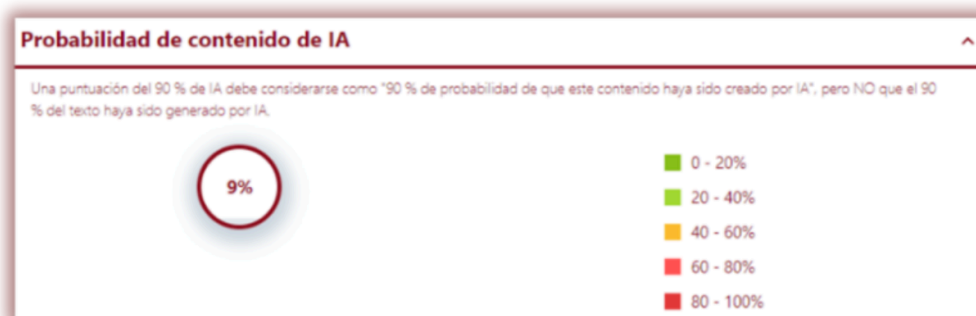 Probabilidad de contenido de IA
Una puntuación del 90 % de IA debe considerarse como "90 % de probabilidad de que este contenido haya sido creado por IA", pero NO que el 90
% del texto haya sido generado por IA.
9%
0 - 20%
20 - 40%
40 - 60%
60 - 80%
80 - 100%